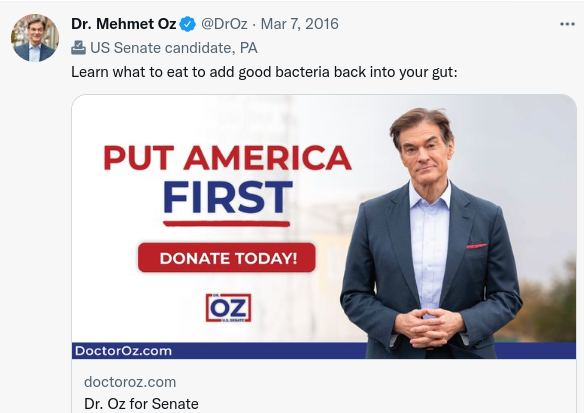 Dr. Mehmet Oz @DrOz · Mar 7, 2016
US Senate candidate, PA
Learn what to eat to add good bacteria back into your gut:
PUT AMERICA
FIRST
DONATE TODAY!
DR.
OZ
U.S. SENATE
DoctorOz.com
doctoroz.com
Dr. Oz for Senate